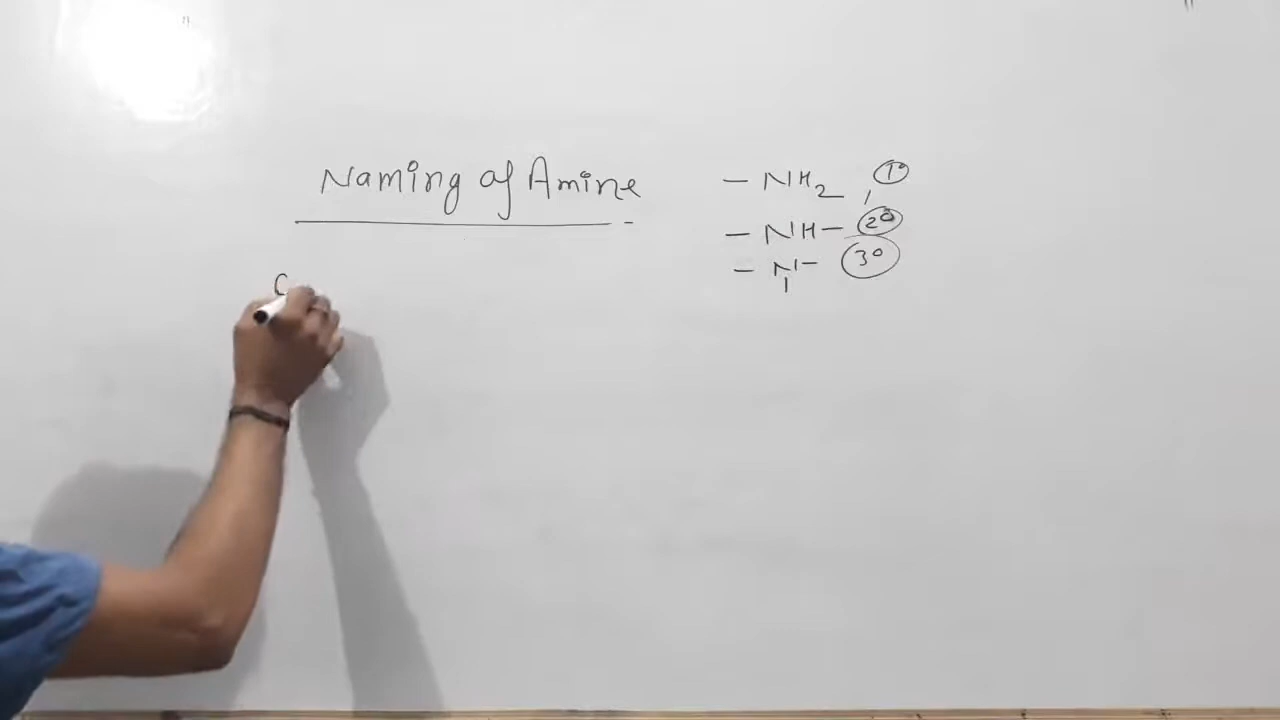 Naming of Amine
— NH2 1°
— NH — 2°
— N — 3°
C